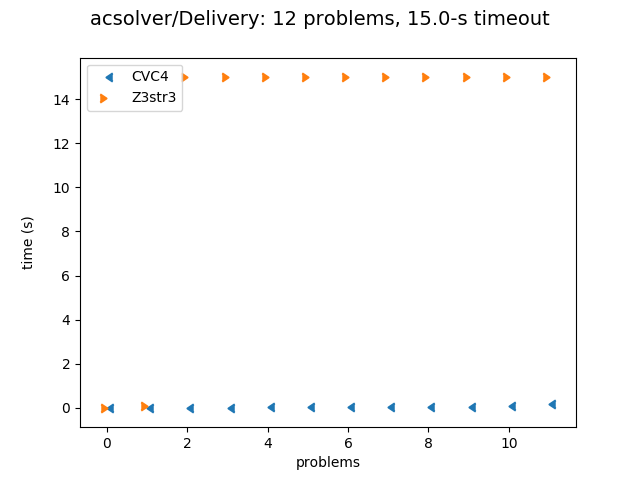 acsolver/Delivery: 12 problems, 15.0-s timeout
CVC4
Z3str3
14
12
10
8
6
4
2
0
time (s)
0 2 4 6 8 10
problems